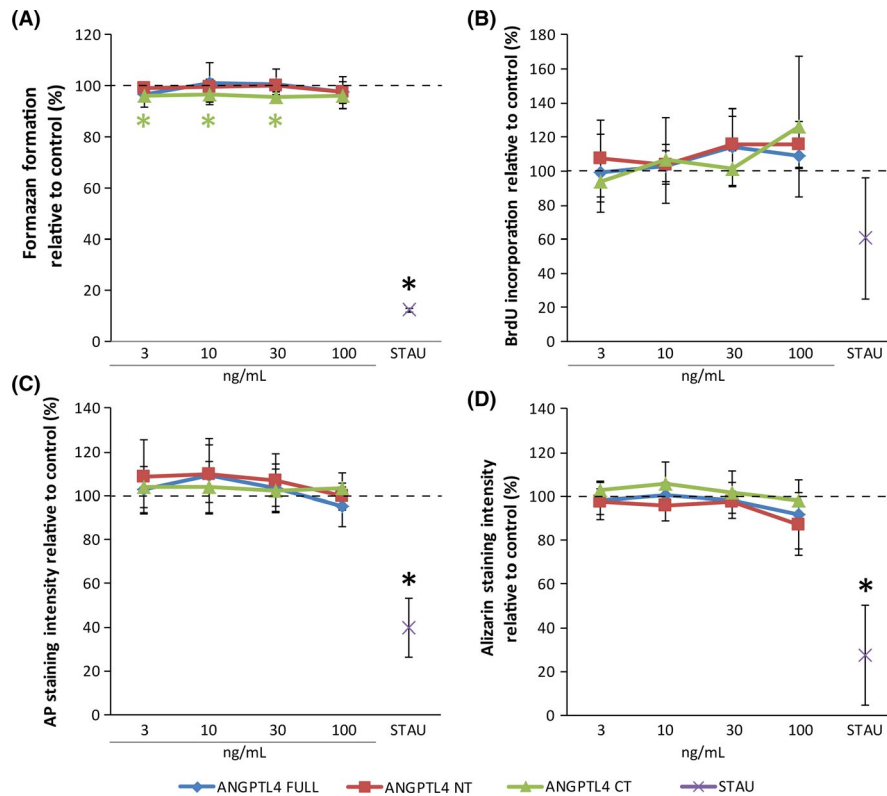 (A)
Formazan formation
relative to control (%)
120
100
80
60
40
20
0
* * *
*
3 10 30 100 STAU
ng/mL
(B)
BrdU incorporation relative to control (%)
180
160
140
120
100
80
60
40
20
0
3 10 30 100 STAU
ng/mL
(C)
AP staining intensity relative to control (%)
140
120
100
80
60
40
20
0
*
3 10 30 100 STAU
ng/mL
(D)
Alizarin staining intensity
relative to control (%)
140
120
100
80
60
40
20
0
*
3 10 30 100 STAU
ng/mL
ANGPTL4 FULL ANGPTL4 NT ANGPTL4 CT STAU